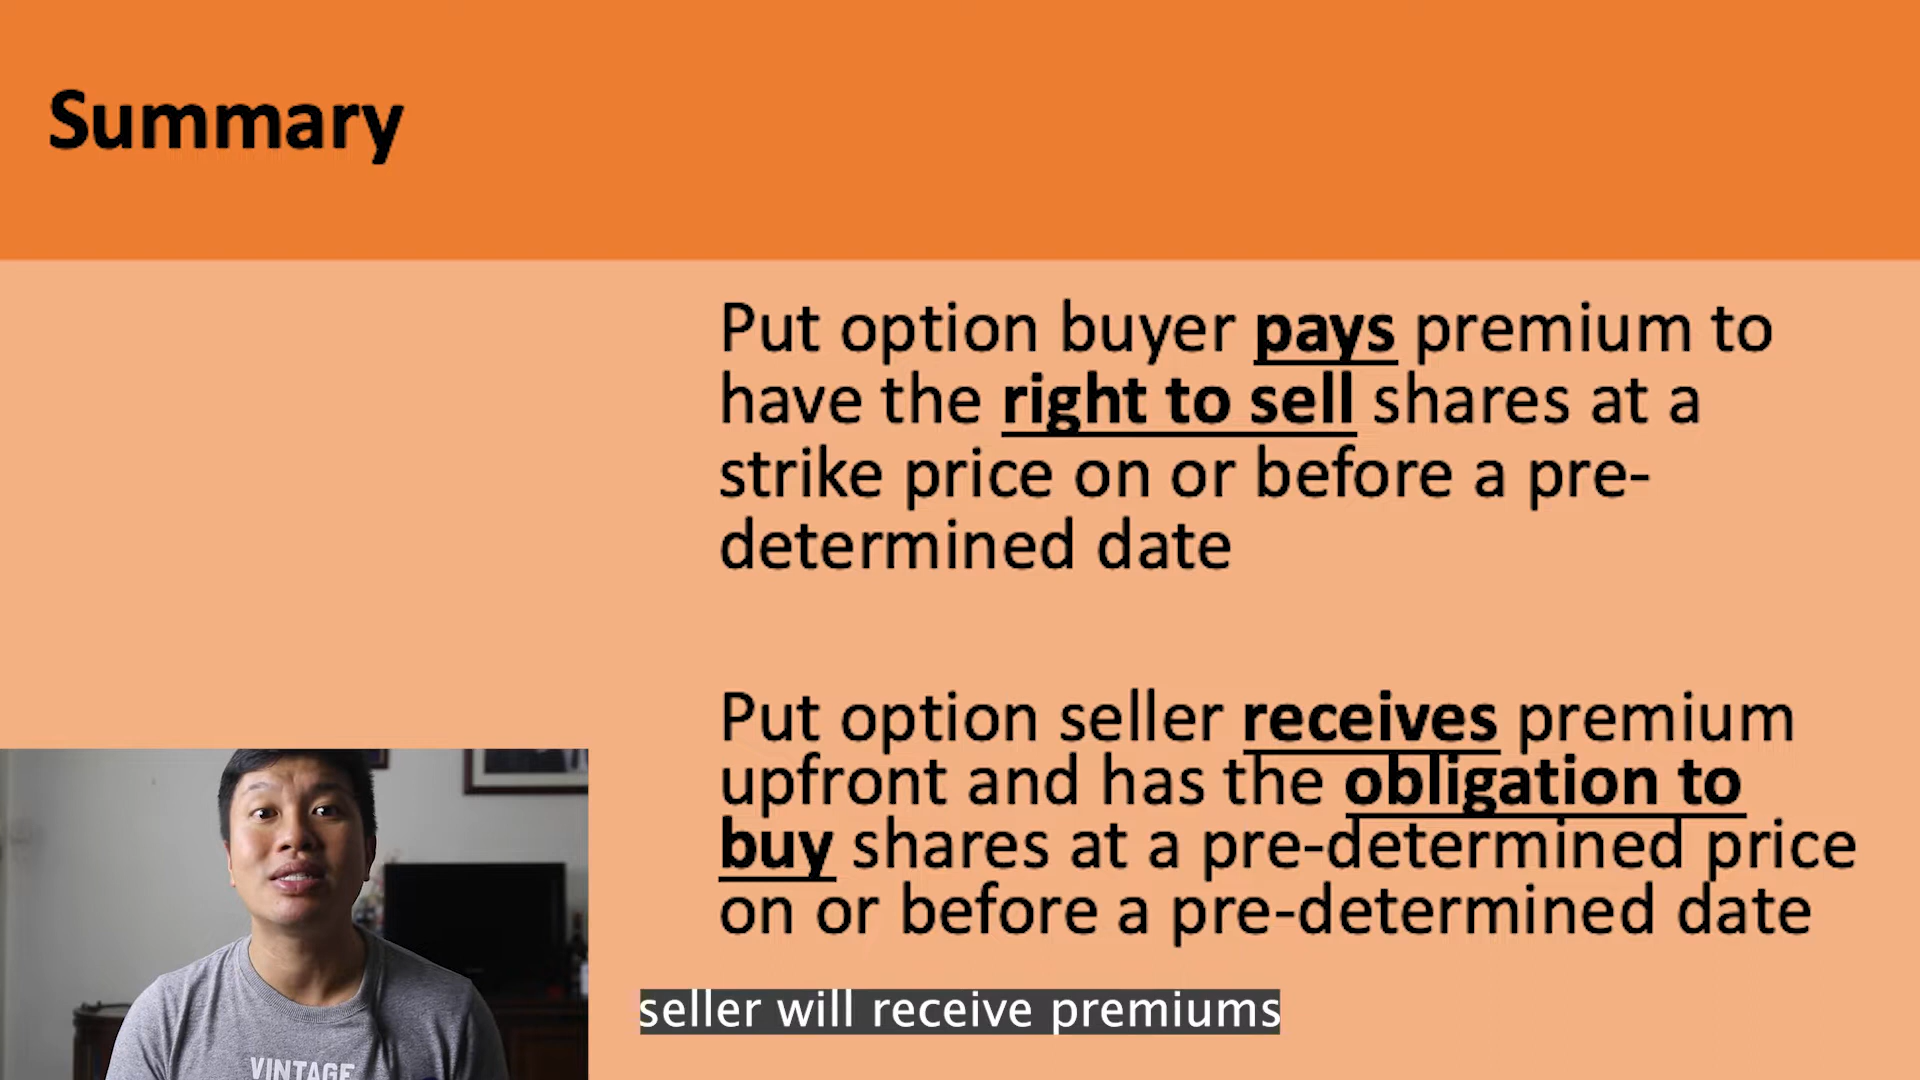 Summary
Put option buyer pays premium to
have the right to sell shares at a
strike price on or before a pre-
determined date
Put option seller receives premium
upfront and has the obligation to
buy shares at a pre-determined price
on or before a pre-determined date
seller will receive premiums
VINTAGE